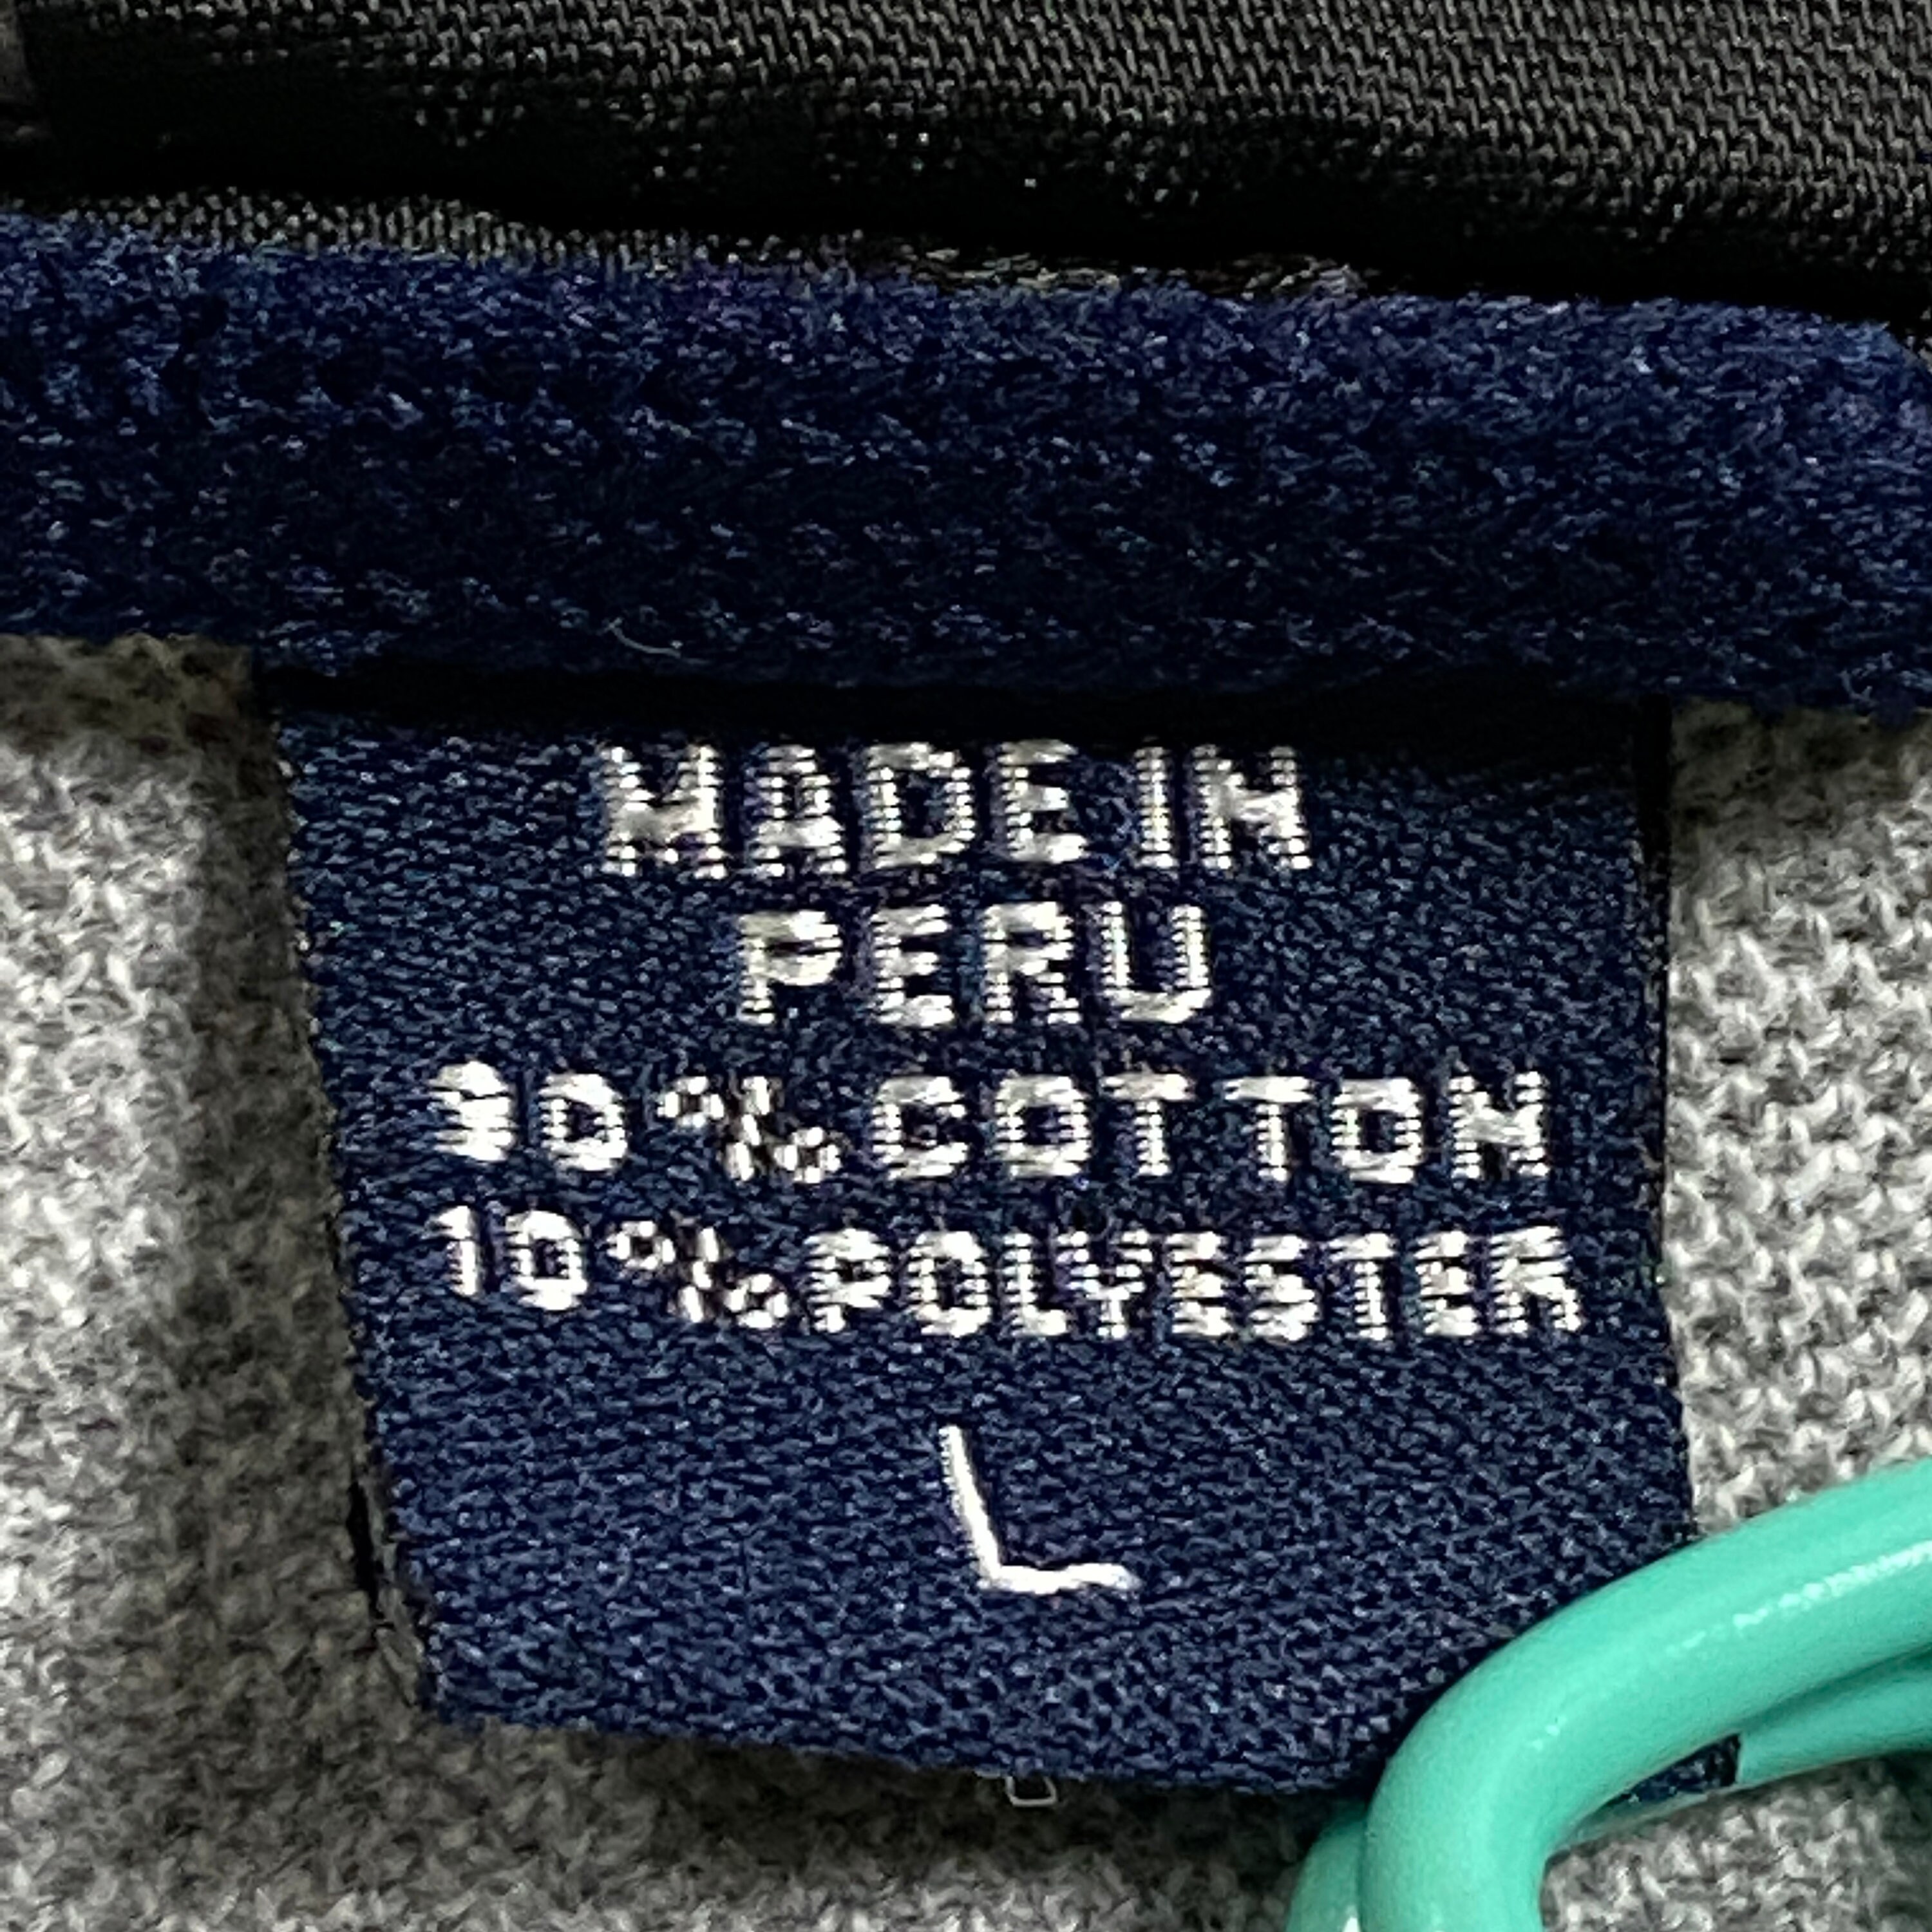 MADE IN
PERU
90% COTTON
10% POLYESTER
L